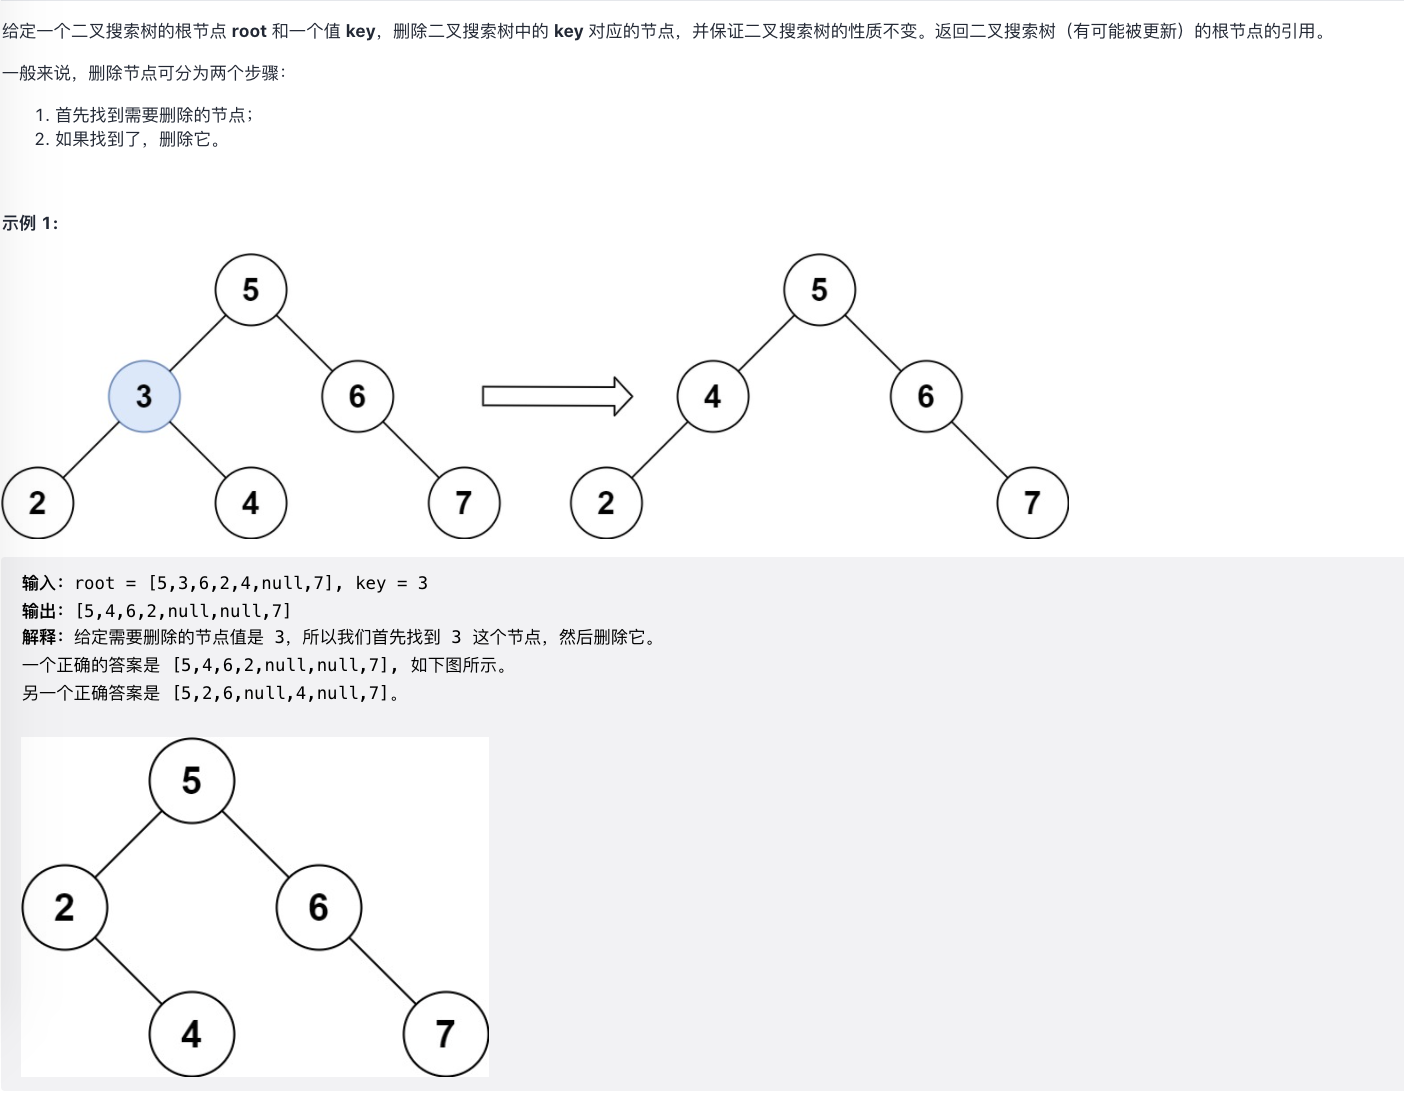 给定一个二叉搜索树的根节点 root 和一个值 key，删除二叉搜索树中的 key 对应的节点，并保证二叉搜索树的性质不变。返回二叉搜索树（有可能被更新）的根节点的引用。
一般来说，删除节点可分为两个步骤：
1. 首先找到需要删除的节点；
2. 如果找到了，删除它。
示例 1:
5
5
3
6
4
6
2
4
7
2
7
输入：root = [5,3,6,2,4,null,7], key = 3
输出：[5,4,6,2,null,null,7]
解释：给定需要删除的节点值是 3，所以我们首先找到 3 这个节点，然后删除它。
一个正确的答案是 [5,4,6,2,null,null,7], 如下图所示。
另一个正确答案是 [5,2,6,null,4,null,7]。
5
2
6
4
7